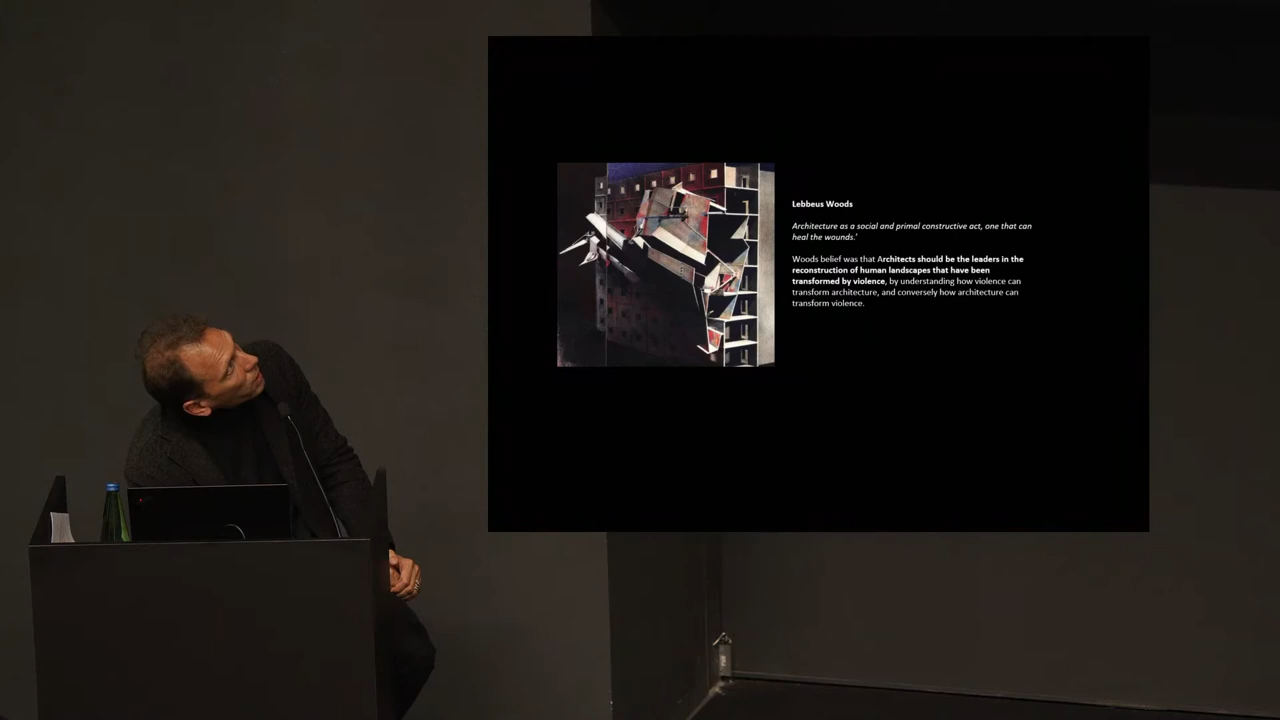 Lebbeus Woods
Architecture as a social and primal constructive act, one that can
heal the wounds.'
Woods belief was that Architects should be the leaders in the
reconstruction of human landscapes that have been
transformed by violence, by understanding how violence can
transform architecture, and conversely how architecture can
transform violence.